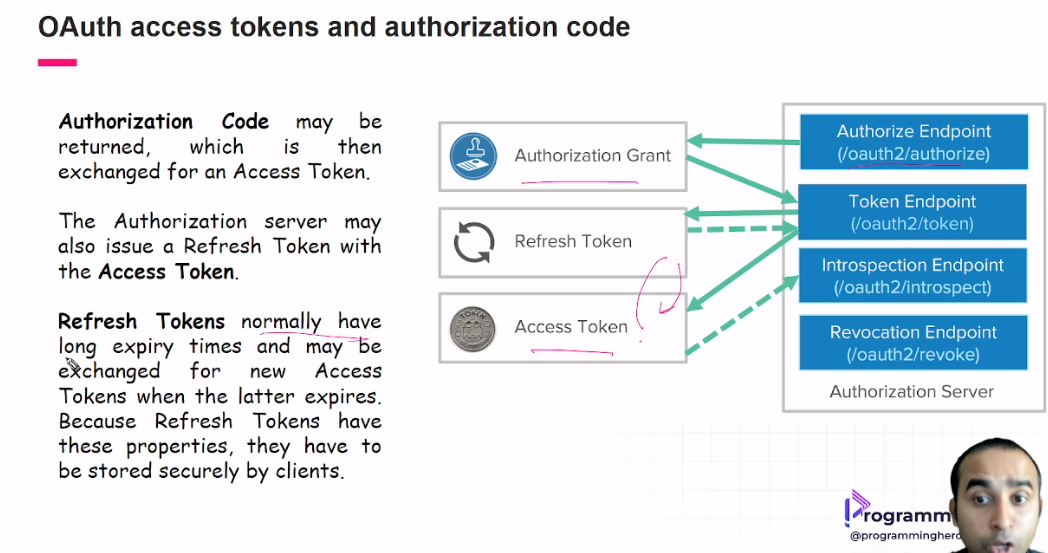 OAuth access tokens and authorization code
Authorization Code may be
returned, which is then
exchanged for an Access Token.
The Authorization server may
also issue a Refresh Token with
the Access Token.
Refresh Tokens normally have
long expiry times and may be
exchanged for new Access
Tokens when the latter expires.
Because Refresh Tokens have
these properties, they have to
be stored securely by clients.
Authorization Grant
Refresh Token
TOKEN
Access Token
Authorize Endpoint
(/oauth2/authorize)
Token Endpoint
(/oauth2/token)
Introspection Endpoint
(/oauth2/introspect)
Revocation Endpoint
(/oauth2/revoke)
Authorization Server
Programm
@programminghero